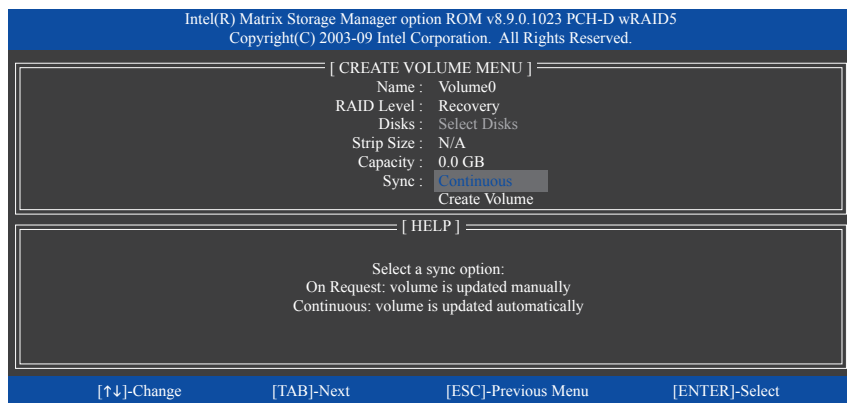 Intel(R) Matrix Storage Manager option ROM v8.9.0.1023 PCH-D wRAID5
Copyright(C) 2003-09 Intel Corporation. All Rights Reserved.
[ CREATE VOLUME MENU ]
Name : Volume0
RAID Level : Recovery
Disks : Select Disks
Strip Size : N/A
Capacity : 0.0 GB
Sync : Continuous
Create Volume
[ HELP ]
Select a sync option:
On Request: volume is updated manually
Continuous: volume is updated automatically
[↑↓]-Change [TAB]-Next [ESC]-Previous Menu [ENTER]-Select